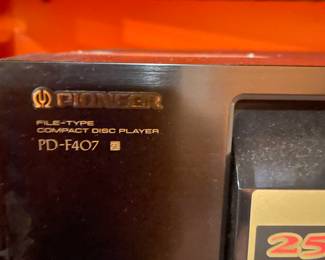 PIONEER
FILE-TYPE
COMPACT DISC PLAYER
PD-F407
25